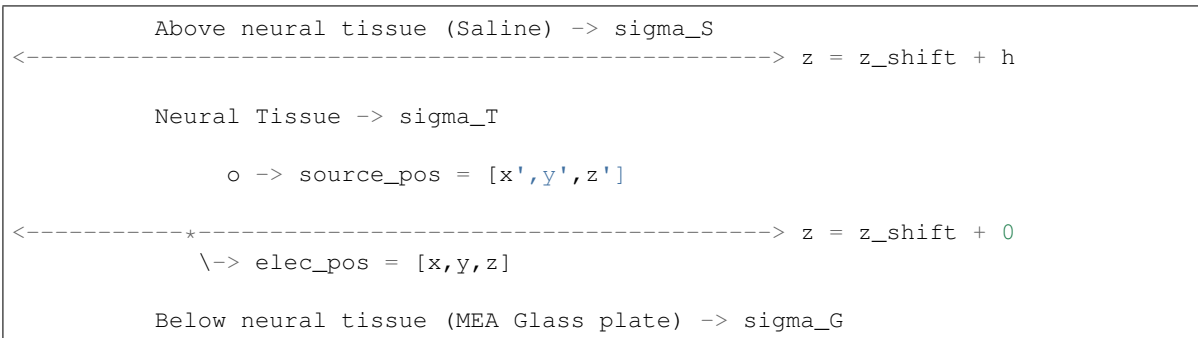 Above neural tissue (Saline) -> sigma_S
<----------------------------------------------------> z = z_shift + h
Neural Tissue -> sigma_T
o -> source_pos = [x',y',z']
<-----------*----------------------------------------> z = z_shift + 0
\-> elec_pos = [x,y,z]
Below neural tissue (MEA Glass plate) -> sigma_G